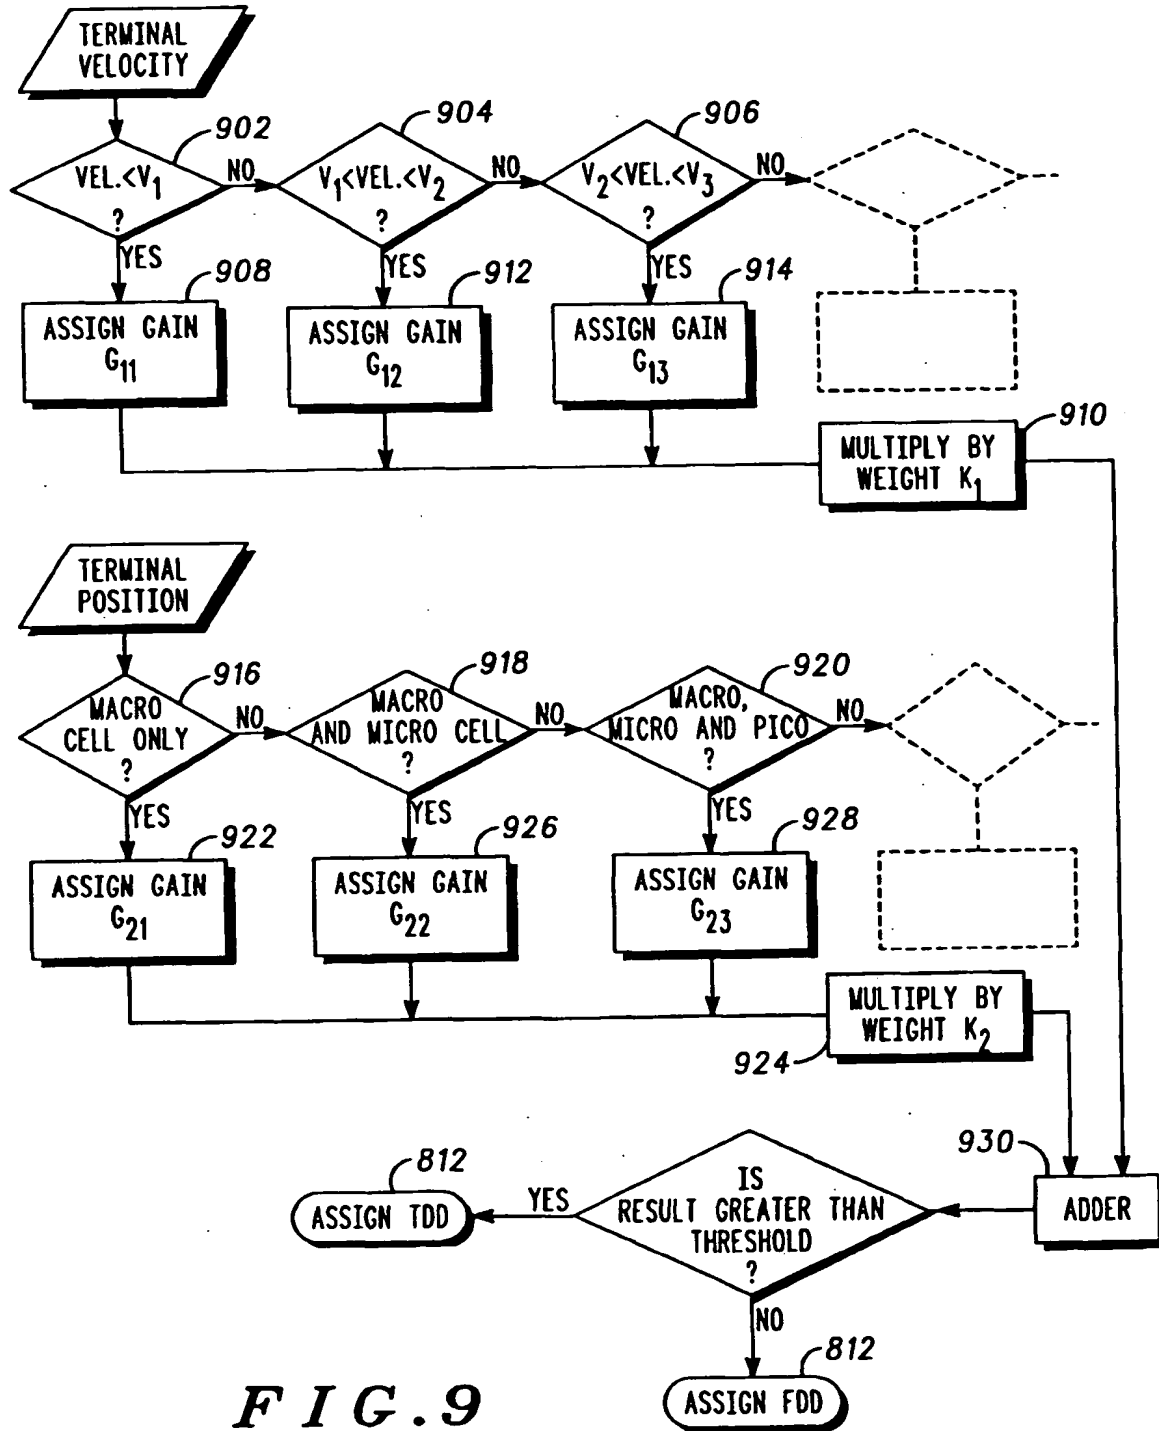 TERMINAL
VELOCITY
902
904
906
VEL.<V1
?
NO
V1<VEL.<V2
?
NO
V2<VEL.<V3
?
NO
YES
YES
YES
908
912
914
ASSIGN GAIN
G11
ASSIGN GAIN
G12
ASSIGN GAIN
G13
910
MULTIPLY BY
WEIGHT K1
TERMINAL
POSITION
916
918
920
MACRO
CELL ONLY
?
NO
MACRO
AND MICRO CELL
?
NO
MACRO,
MICRO AND PICO
?
NO
YES
YES
YES
922
926
928
ASSIGN GAIN
G21
ASSIGN GAIN
G22
ASSIGN GAIN
G23
MULTIPLY BY
WEIGHT K2
924
930
ADDER
IS
RESULT GREATER THAN
THRESHOLD
?
YES
812
ASSIGN TDD
NO
812
ASSIGN FDD
FIG.9